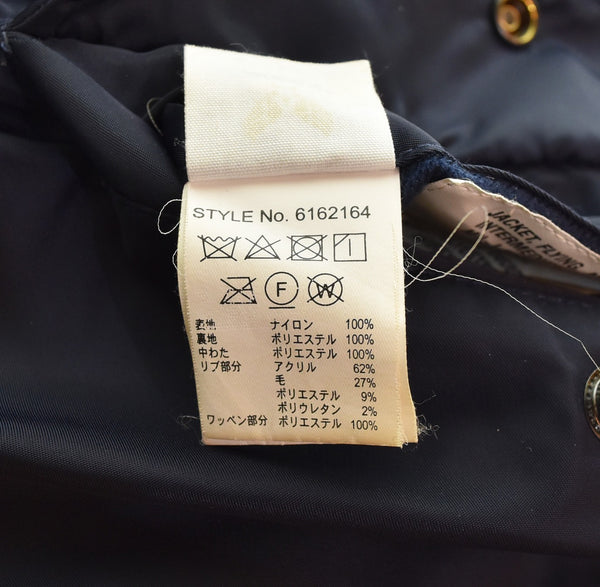 STYLE No. 6162164
F W
表地 ナイロン 100%
裏地 ポリエステル 100%
中わた ポリエステル 100%
リブ部分 アクリル 62%
毛 27%
ポリエステル 9%
ポリウレタン 2%
ワッペン部分 ポリエステル 100%
JACKET, FLYING